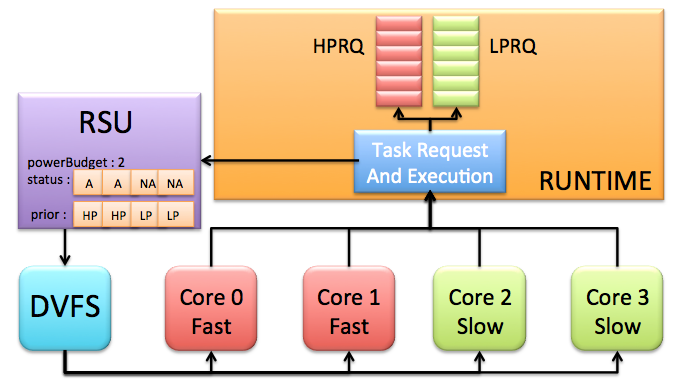 HPRQ
LPRQ
RSU
powerBudget : 2
status :
A A NA NA
prior :
HP HP LP LP
Task Request
And Execution
RUNTIME
DVFS
Core 0
Fast
Core 1
Fast
Core 2
Slow
Core 3
Slow